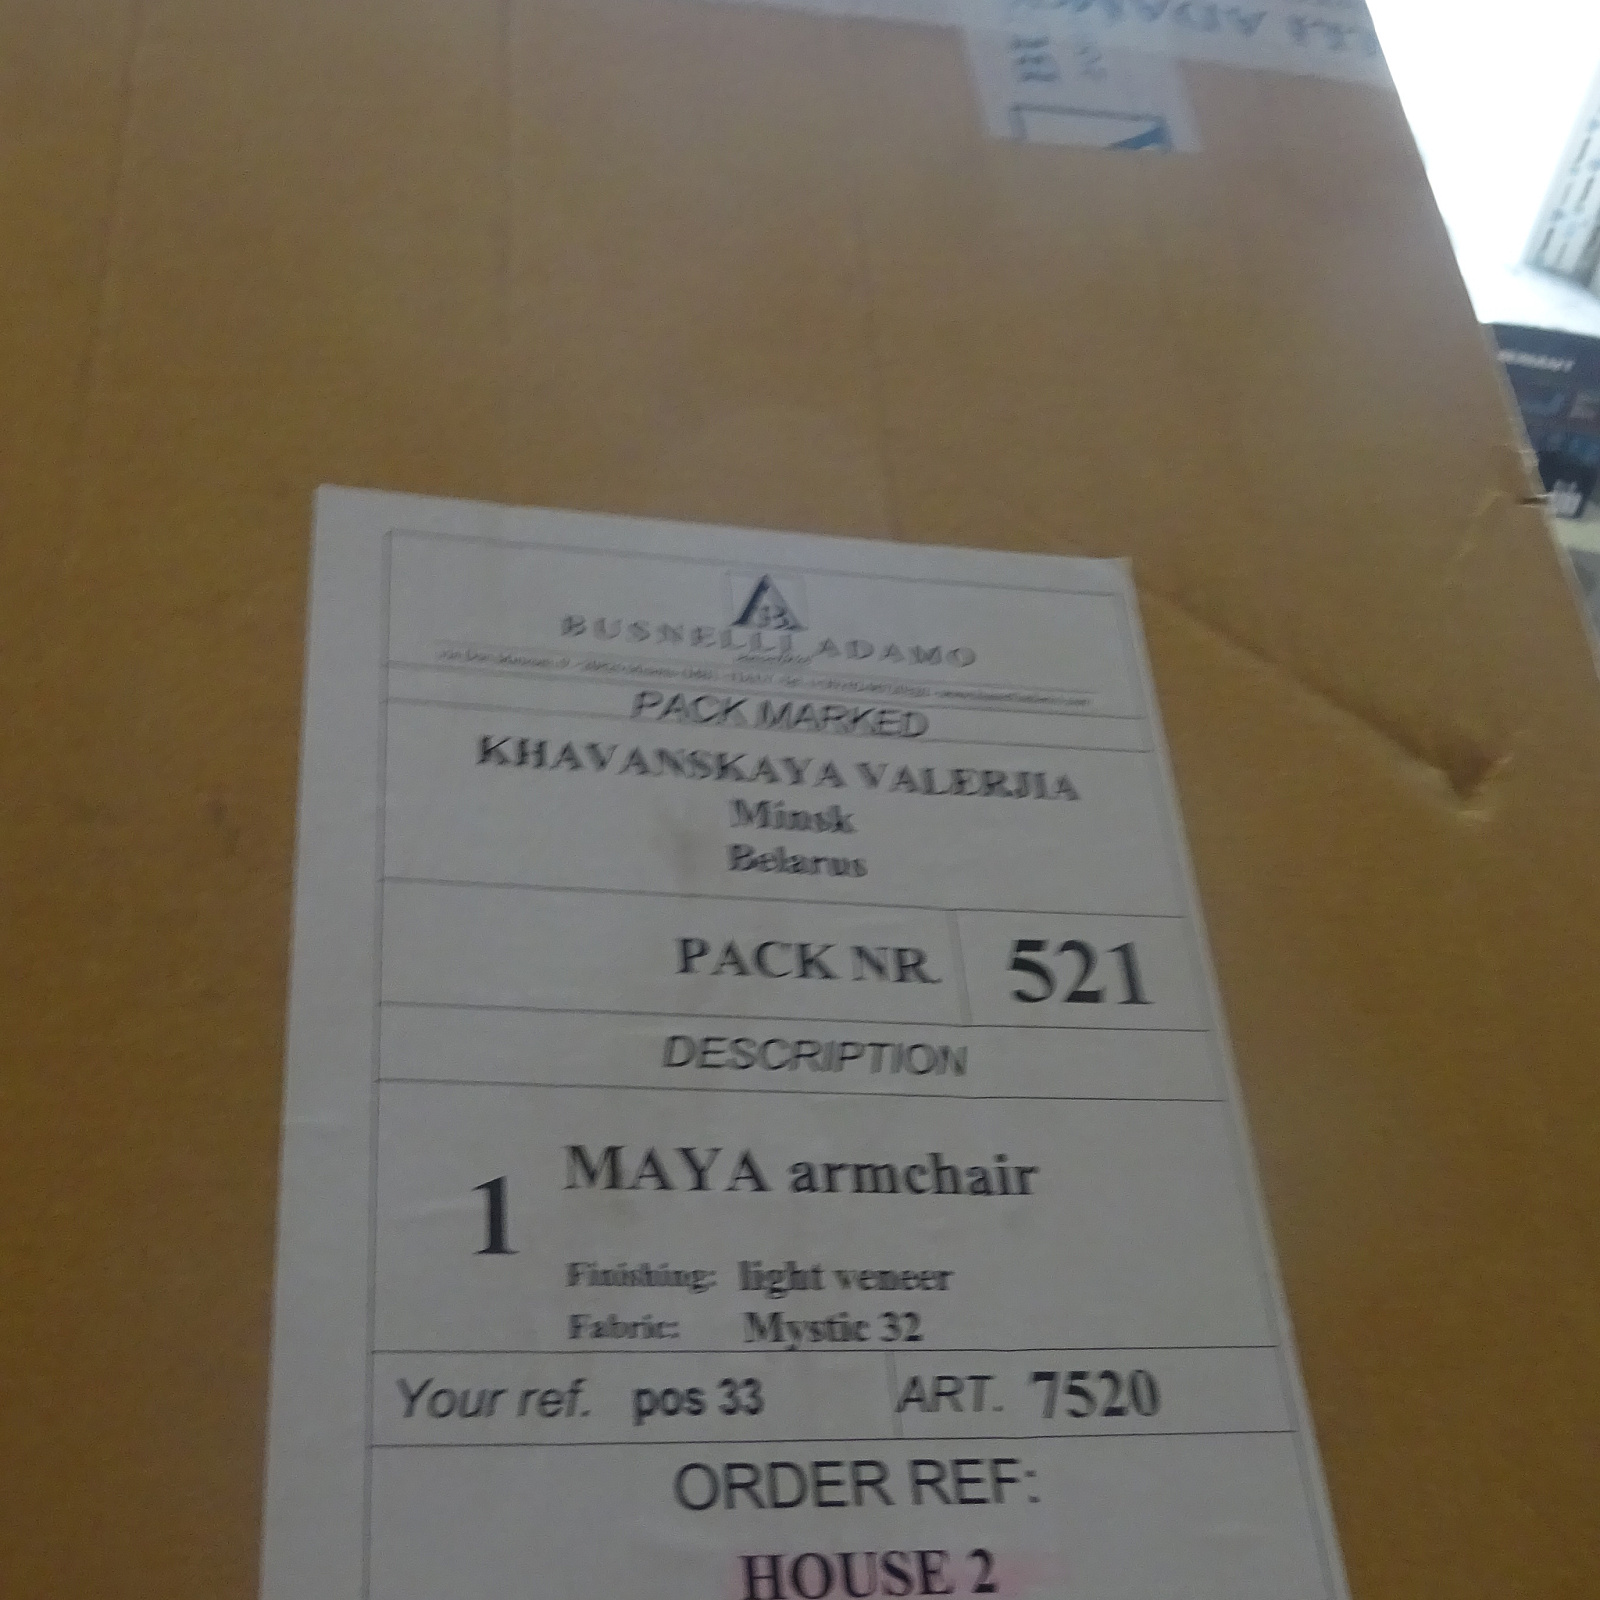 BUSNELLI ADAMO
PACK MARKED
KHAVANSKAYA VALERJIA
Minsk
Belarus
PACK NR. 521
DESCRIPTION
1 MAYA armchair
Finishing: light veneer
Fabric: Mystic 32
Your ref. pos 33 ART. 7520
ORDER REF:
HOUSE 2